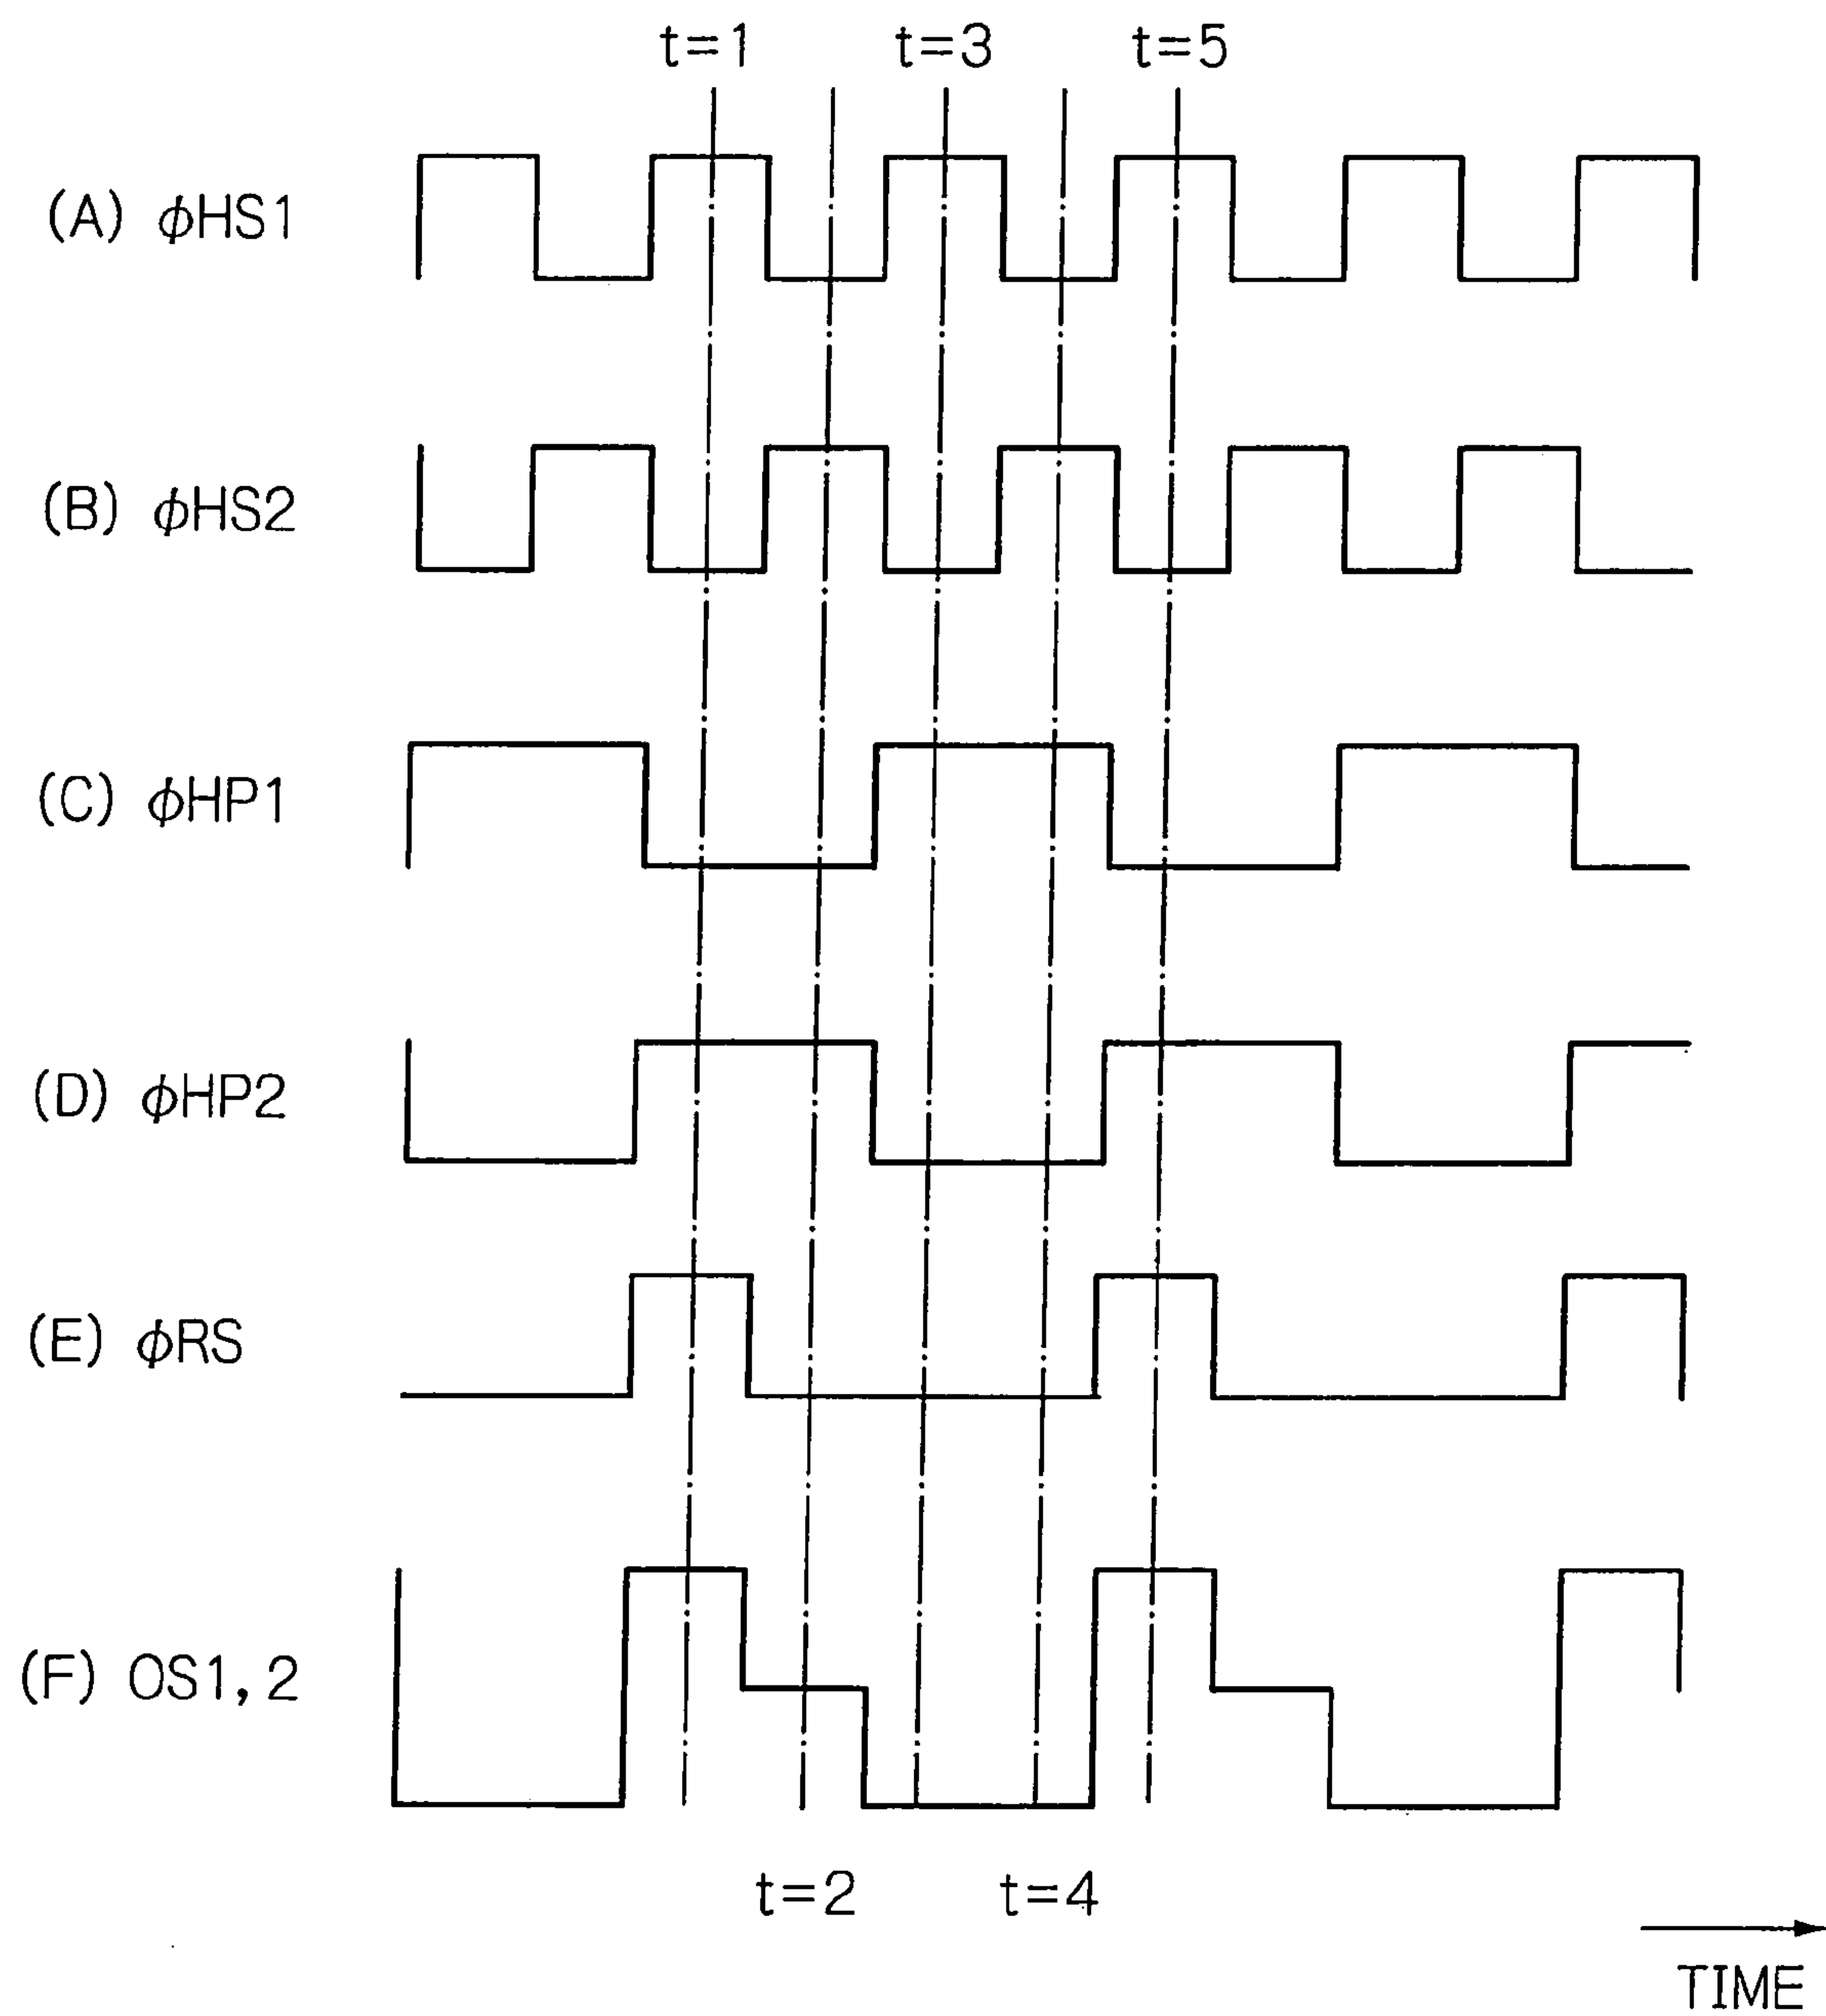 t=1 t=3 t=5
(A) ϕHS1
(B) ϕHS2
(C) ϕHP1
(D) ϕHP2
(E) ϕRS
(F) OS1,2
t=2 t=4
TIME